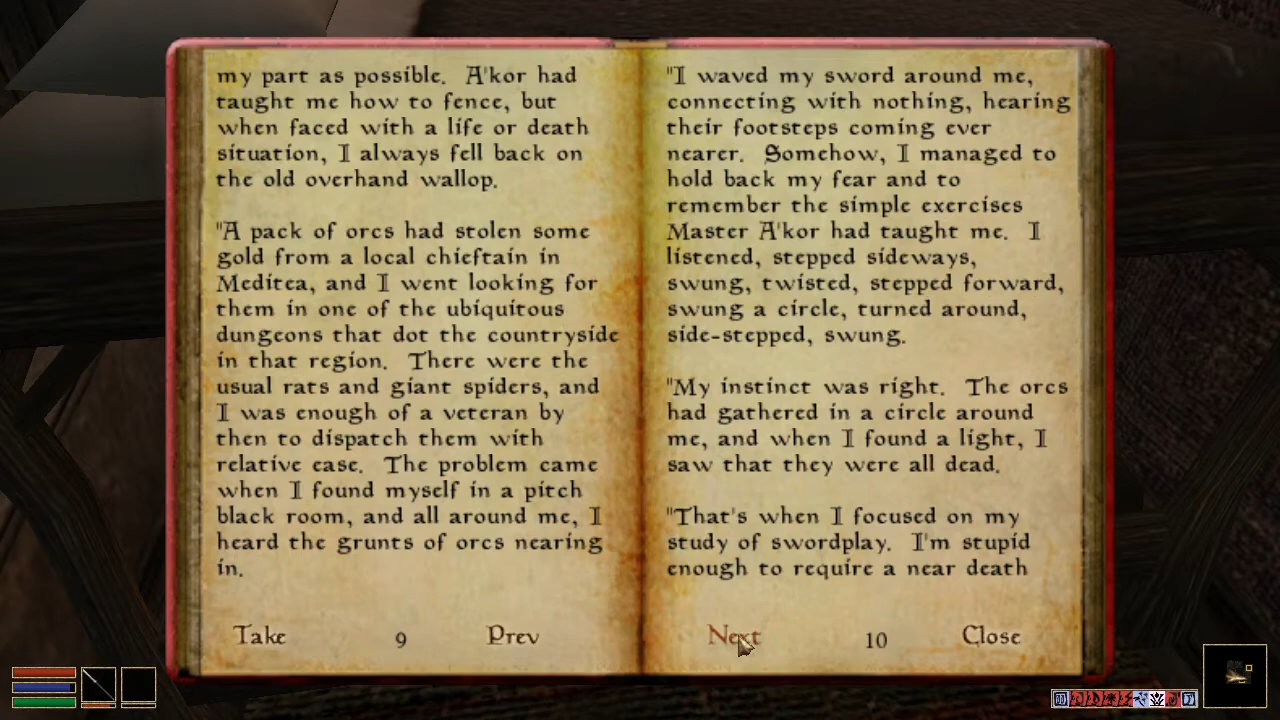 my part as possible. A'kor had
taught me how to fence, but
when faced with a life or death
situation, I always fell back on
the old overhand wallop.
"A pack of orcs had stolen some
gold from a local chieftain in
Meditea, and I went looking for
them in one of the ubiquitous
dungeons that dot the countryside
in that region. There were the
usual rats and giant spiders, and
I was enough of a veteran by
then to dispatch them with
relative ease. The problem came
when I found myself in a pitch
black room, and all around me, I
heard the grunts of orcs nearing
in.
Take
9
Prev
"I waved my sword around me,
connecting with nothing, hearing
their footsteps coming ever
nearer. Somehow, I managed to
hold back my fear and to
remember the simple exercises
Master A'kor had taught me. I
listened, stepped sideways,
swung, twisted, stepped forward,
swung a circle, turned around,
side-stepped, swung.
"My instinct was right. The orcs
had gathered in a circle around
me, and when I found a light, I
saw that they were all dead.
"That's when I focused on my
study of swordplay. I'm stupid
enough to require a near death
Next
10
Close